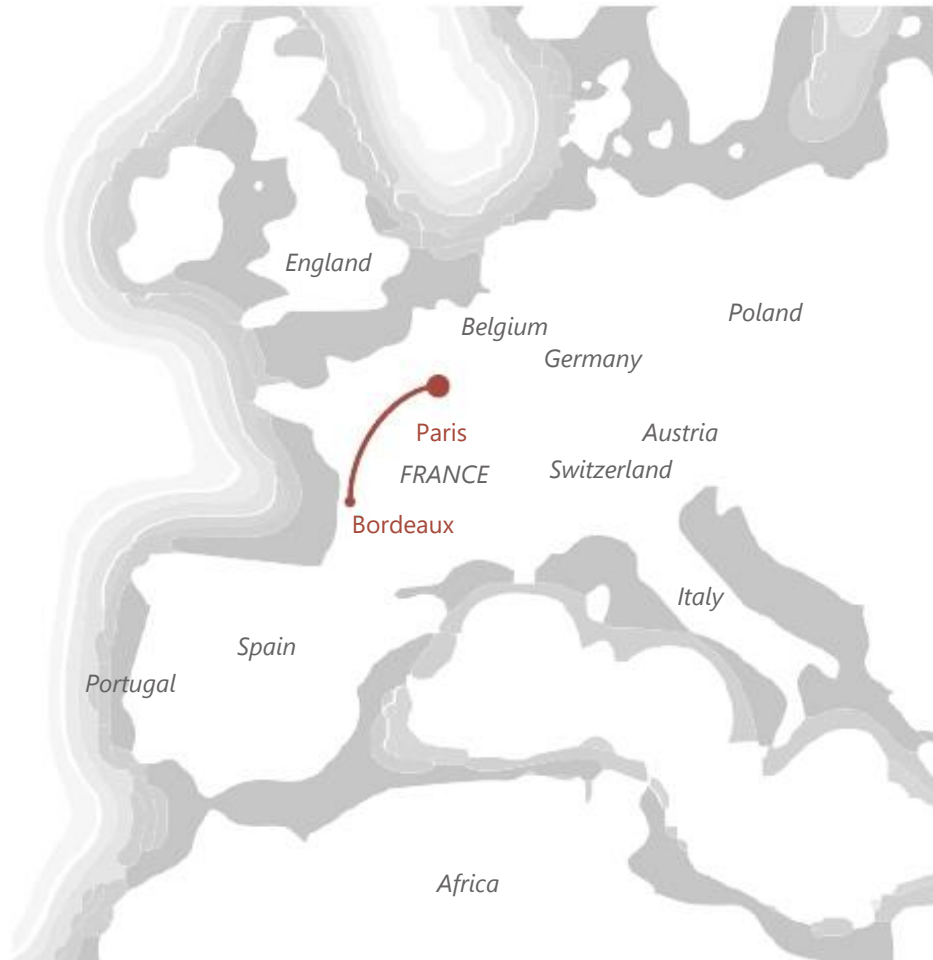 England
Poland
Belgium
Germany
Paris
Austria
FRANCE
Switzerland
Bordeaux
Italy
Spain
Portugal
Africa